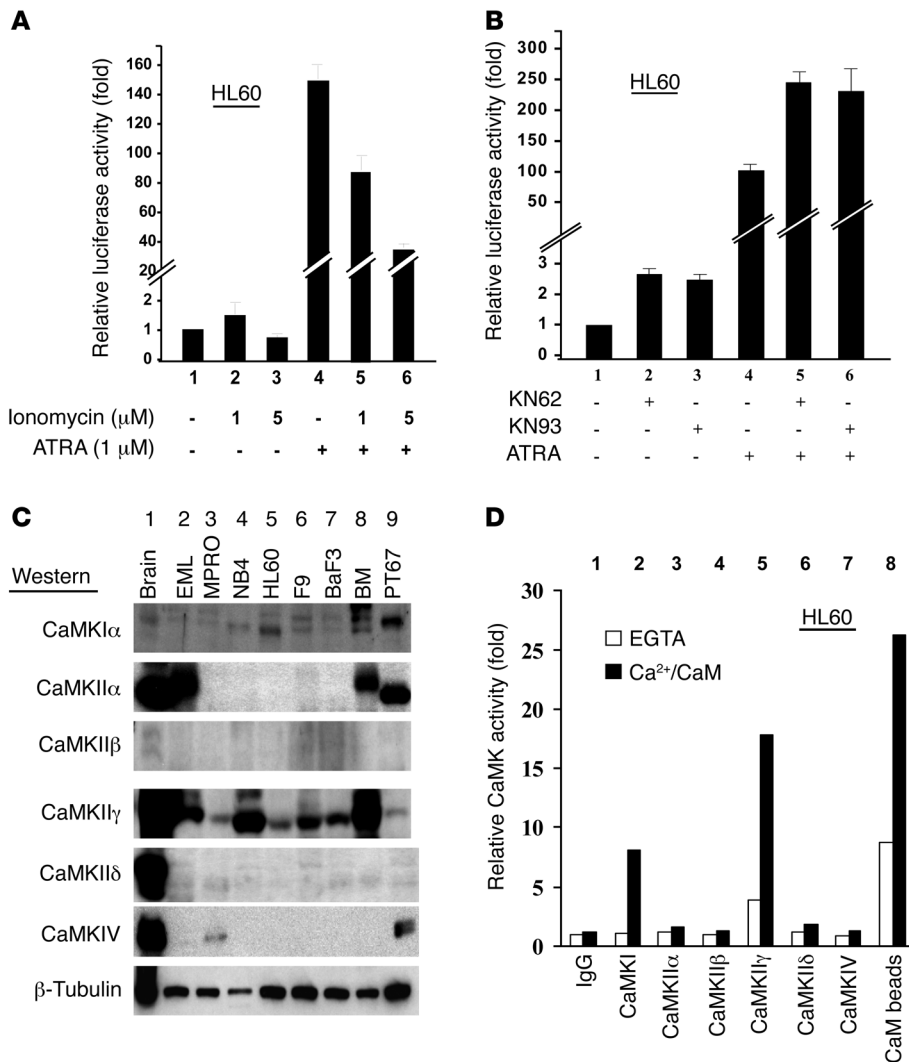 A
Relative luciferase activity (fold)
HL60
160
140
120
100
80
60
40
20
2
1
0
1 2 3 4 5 6
Ionomycin (μM) - 1 5 - 1 5
ATRA (1 μM) - - - + + +
B
Relative luciferase activity (fold)
HL60
300
250
200
150
100
50
3
2
1
0
1 2 3 4 5 6
KN62 - + - - + -
KN93 - - + - - +
ATRA - - - + + +
C
1 2 3 4 5 6 7 8 9
Western
Brain EML MPRO NB4 HL60 F9 BaF3 BM PT67
CaMKIα
CaMKIIα
CaMKIIβ
CaMKIIγ
CaMKIIδ
CaMKIV
β-Tubulin
D
1 2 3 4 5 6 7 8
HL60
EGTA
Ca²⁺/CaM
Relative CaMK activity (fold)
30
25
20
15
10
5
0
IgG CaMKI CaMKIIα CaMKIIβ CaMKIIγ CaMKIIδ CaMKIV CaM beads